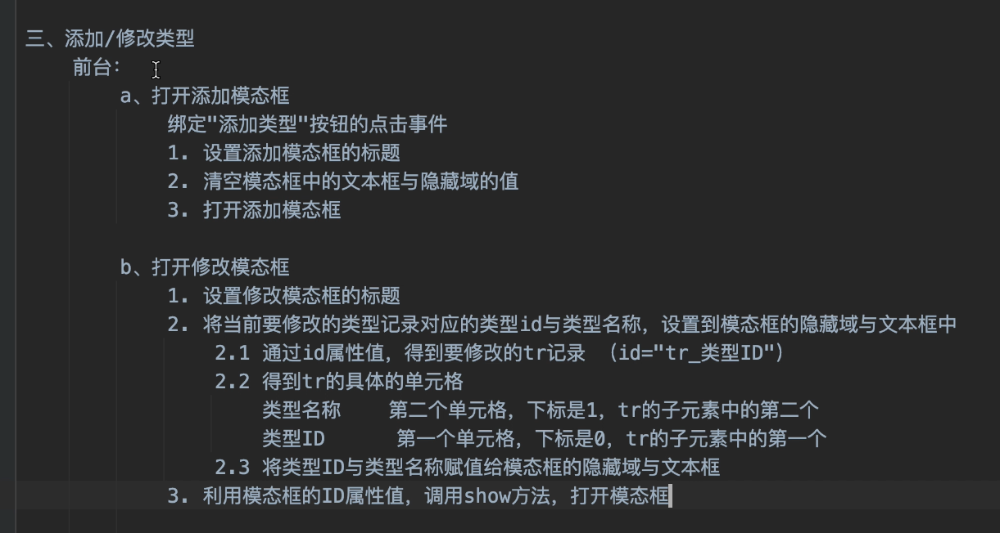 三、添加/修改类型
前台：
a、打开添加模态框
绑定"添加类型"按钮的点击事件
1. 设置添加模态框的标题
2. 清空模态框中的文本框与隐藏域的值
3. 打开添加模态框
b、打开修改模态框
1. 设置修改模态框的标题
2. 将当前要修改的类型记录对应的类型id与类型名称，设置到模态框的隐藏域与文本框中
2.1 通过id属性值，得到要修改的tr记录 （id="tr_类型ID"）
2.2 得到tr的具体的单元格
类型名称 第二个单元格，下标是1，tr的子元素中的第二个
类型ID 第一个单元格，下标是0，tr的子元素中的第一个
2.3 将类型ID与类型名称赋值给模态框的隐藏域与文本框
3. 利用模态框的ID属性值，调用show方法，打开模态框